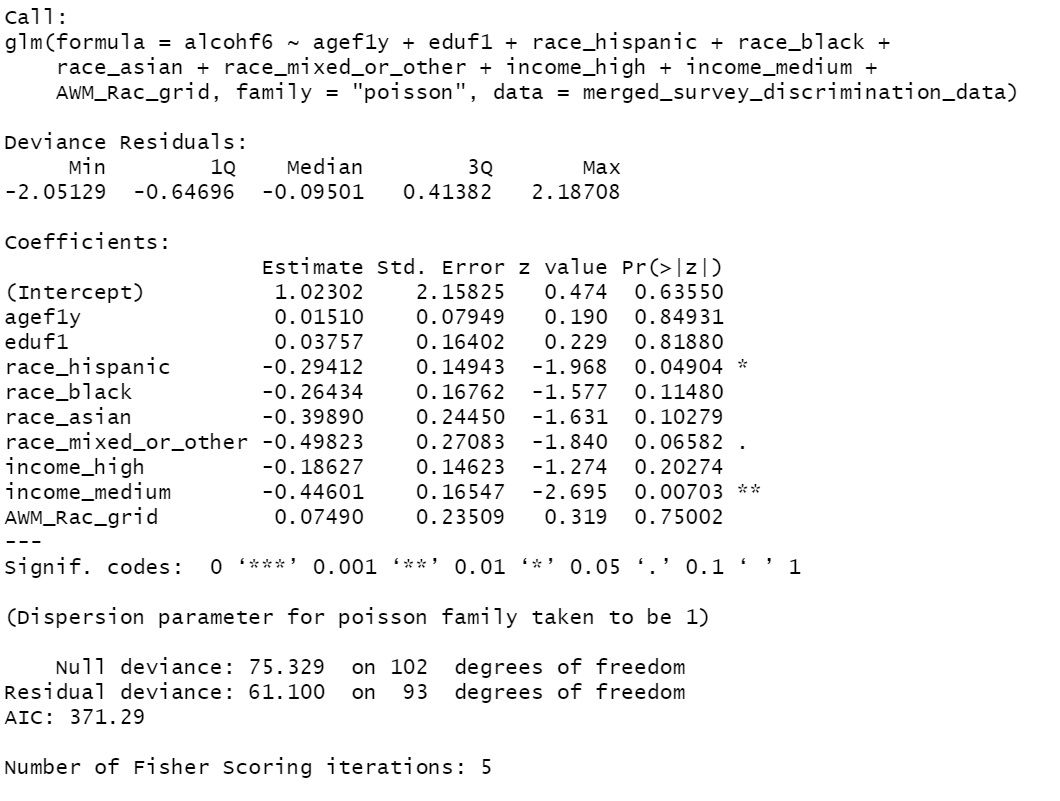 Call:
glm(formula = alcohf6 ~ agef1y + eduf1 + race_hispanic + race_black +
    race_asian + race_mixed_or_other + income_high + income_medium +
    AWM_Rac_grid, family = "poisson", data = merged_survey_discrimination_data)

Deviance Residuals:
     Min        1Q    Median        3Q       Max
-2.05129  -0.64696  -0.09501   0.41382   2.18708

Coefficients:
                    Estimate Std. Error z value Pr(>|z|)
(Intercept)          1.02302    2.15825   0.474  0.63550
agef1y               0.01510    0.07949   0.190  0.84931
eduf1                0.03757    0.16402   0.229  0.81880
race_hispanic       -0.29412    0.14943  -1.968  0.04904 *
race_black          -0.26434    0.16762  -1.577  0.11480
race_asian          -0.39890    0.24450  -1.631  0.10279
race_mixed_or_other -0.49823    0.27083  -1.840  0.06582 .
income_high         -0.18627    0.14623  -1.274  0.20274
income_medium       -0.44601    0.16547  -2.695  0.00703 **
AWM_Rac_grid         0.07490    0.23509   0.319  0.75002
---
Signif. codes:  0 ‘***’ 0.001 ‘**’ 0.01 ‘*’ 0.05 ‘.’ 0.1 ‘ ’ 1

(Dispersion parameter for poisson family taken to be 1)

    Null deviance: 75.329  on 102  degrees of freedom
Residual deviance: 61.100  on  93  degrees of freedom
AIC: 371.29

Number of Fisher Scoring iterations: 5